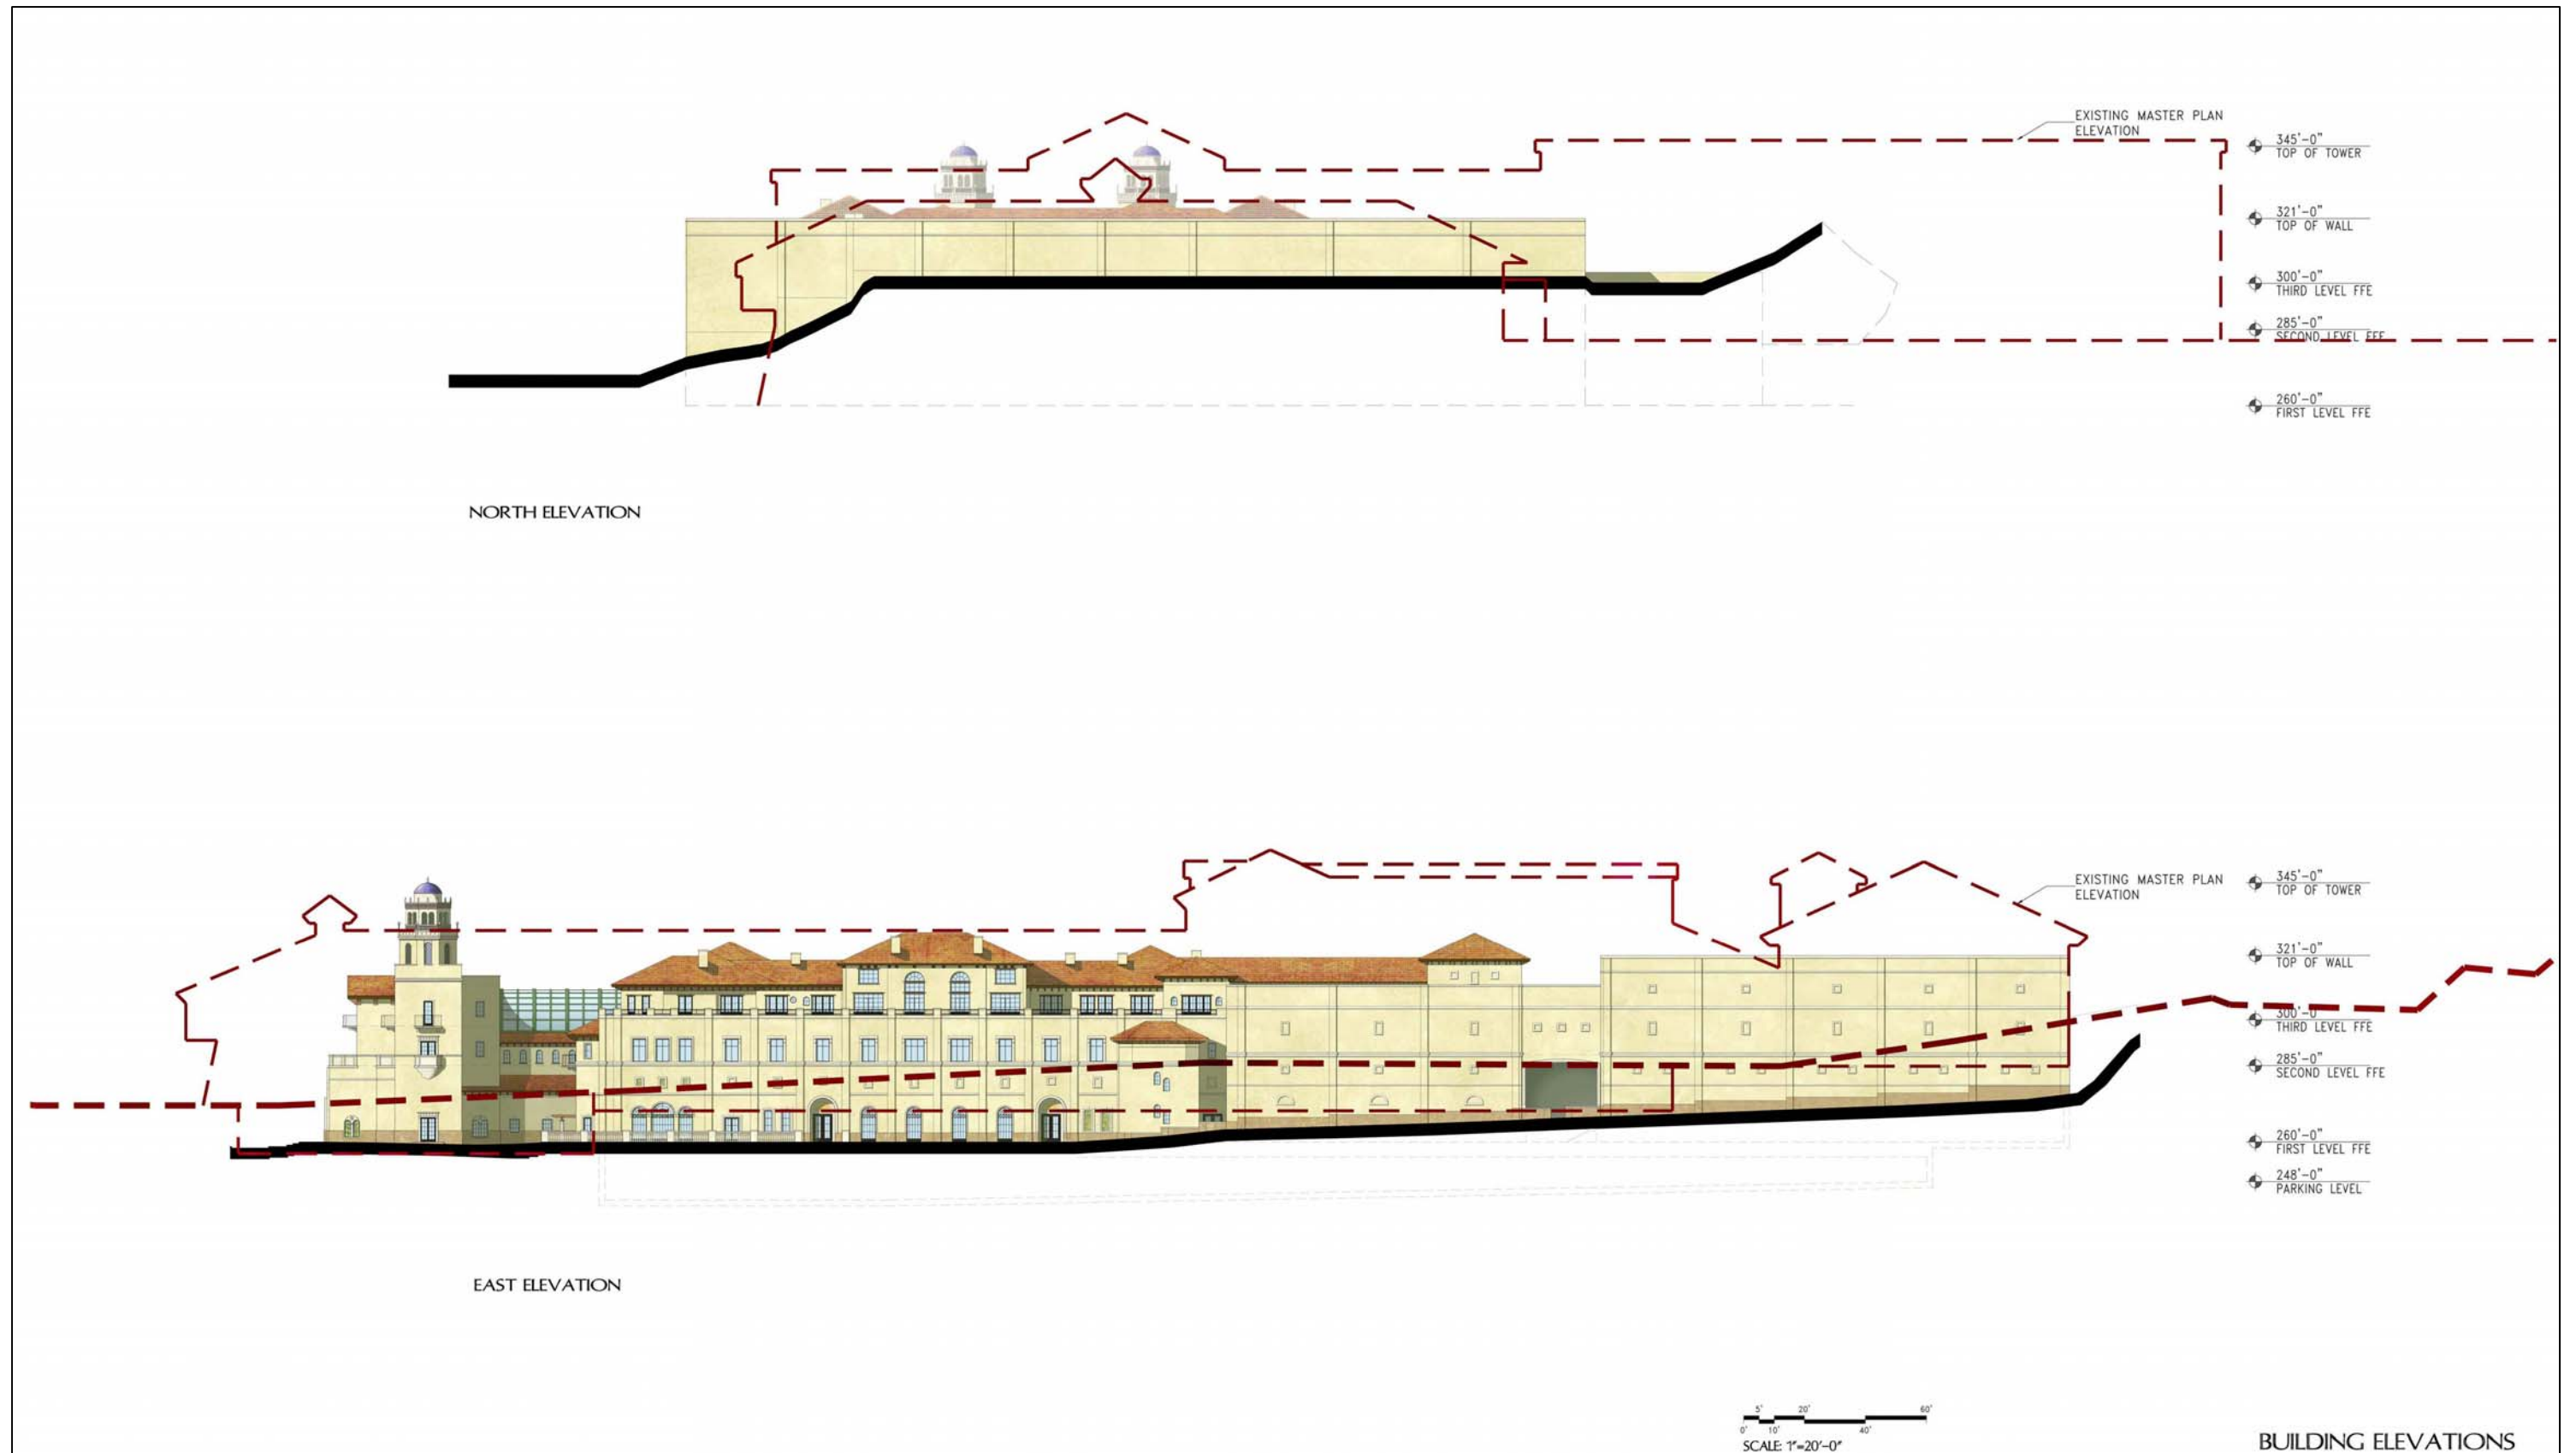 EXISTING MASTER PLAN
ELEVATION
345'-0"
TOP OF TOWER
321'-0"
TOP OF WALL
300'-0"
THIRD LEVEL FFE
285'-0"
SECOND LEVEL FFE
260'-0"
FIRST LEVEL FFE
NORTH ELEVATION
EXISTING MASTER PLAN
ELEVATION
345'-0"
TOP OF TOWER
321'-0"
TOP OF WALL
300'-0"
THIRD LEVEL FFE
285'-0"
SECOND LEVEL FFE
260'-0"
FIRST LEVEL FFE
248'-0"
PARKING LEVEL
EAST ELEVATION
5' 20' 60'
0' 10' 40'
SCALE: 1"=20'-0"
BUILDING ELEVATIONS